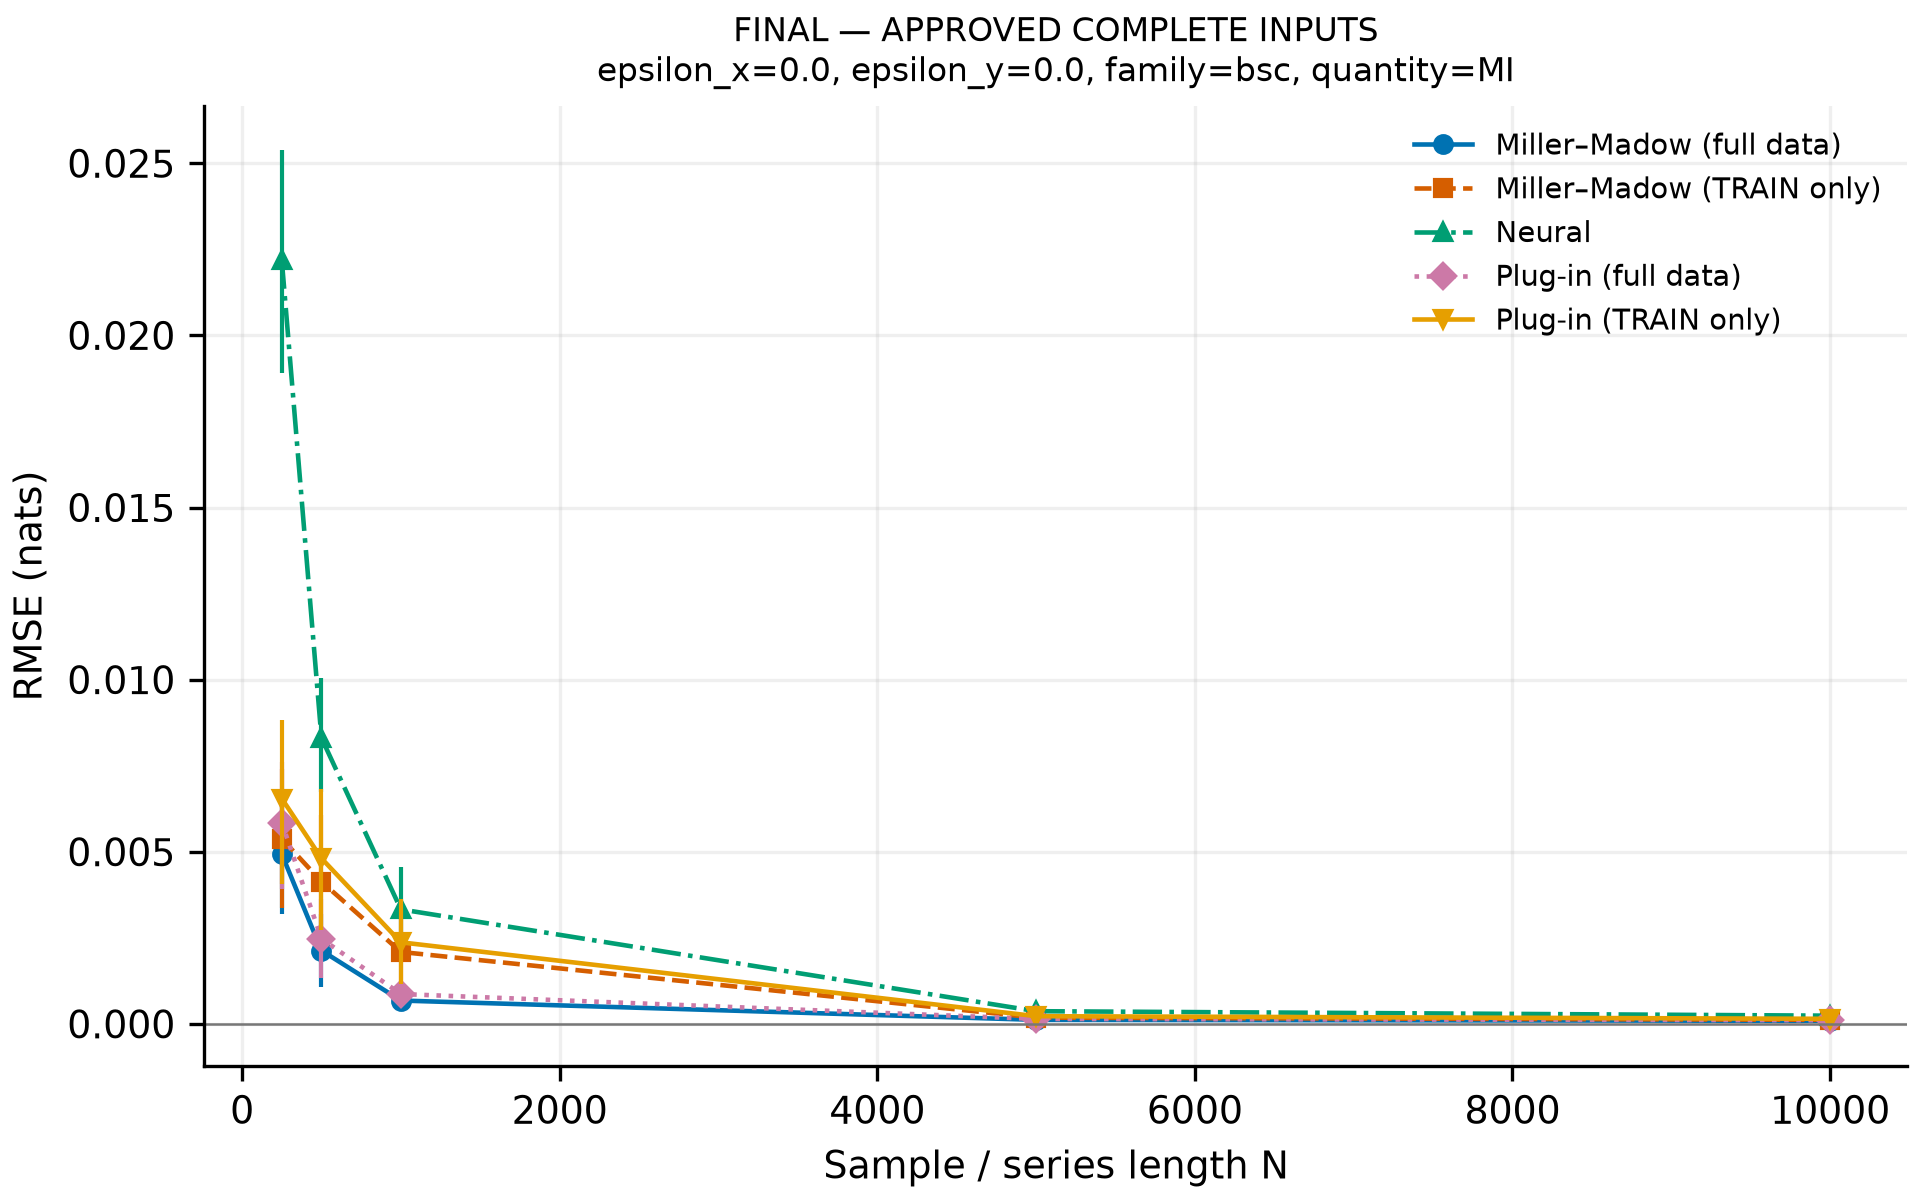 FINAL — APPROVED COMPLETE INPUTS
epsilon_x=0.0, epsilon_y=0.0, family=bsc, quantity=MI
Miller–Madow (full data)
Miller–Madow (TRAIN only)
Neural
Plug-in (full data)
Plug-in (TRAIN only)
RMSE (nats)
0.025
0.020
0.015
0.010
0.005
0.000
0
2000
4000
6000
8000
10000
Sample / series length N